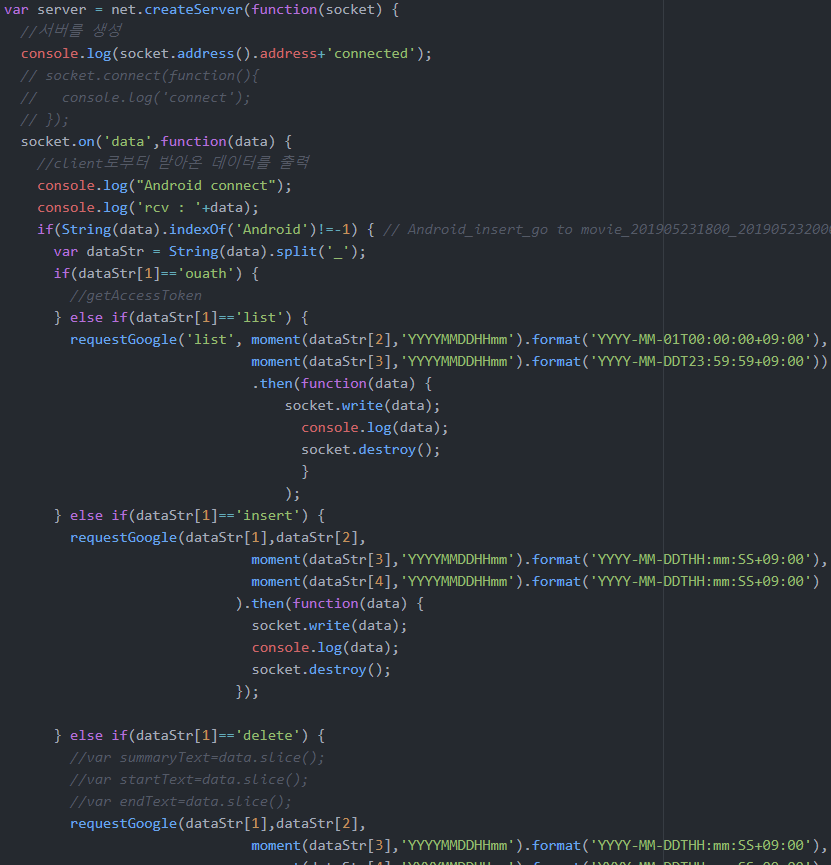 var server = net.createServer(function(socket) {
//서버를 생성
console.log(socket.address().address+'connected');
// socket.connect(function(){
//   console.log('connect');
// });
socket.on('data',function(data) {
//client로부터 받아온 데이터를 출력
console.log("Android connect");
console.log('rcv : '+data);
if(String(data).indexOf('Android')!=-1) { // Android_insert_go to movie_201905231800_20190523200
var dataStr = String(data).split('_');
if(dataStr[1]=='ouath') {
//getAccessToken
} else if(dataStr[1]=='list') {
requestGoogle('list', moment(dataStr[2],'YYYYMMDDHHmm').format('YYYY-MM-01T00:00:00+09:00'),
moment(dataStr[3],'YYYYMMDDHHmm').format('YYYY-MM-DDT23:59:59+09:00'))
.then(function(data) {
socket.write(data);
console.log(data);
socket.destroy();
}
);
} else if(dataStr[1]=='insert') {
requestGoogle(dataStr[1],dataStr[2],
moment(dataStr[3],'YYYYMMDDHHmm').format('YYYY-MM-DDTHH:mm:SS+09:00'),
moment(dataStr[4],'YYYYMMDDHHmm').format('YYYY-MM-DDTHH:mm:SS+09:00')
).then(function(data) {
socket.write(data);
console.log(data);
socket.destroy();
});
} else if(dataStr[1]=='delete') {
//var summaryText=data.slice();
//var startText=data.slice();
//var endText=data.slice();
requestGoogle(dataStr[1],dataStr[2],
moment(dataStr[3],'YYYYMMDDHHmm').format('YYYY-MM-DDTHH:mm:SS+09:00'),